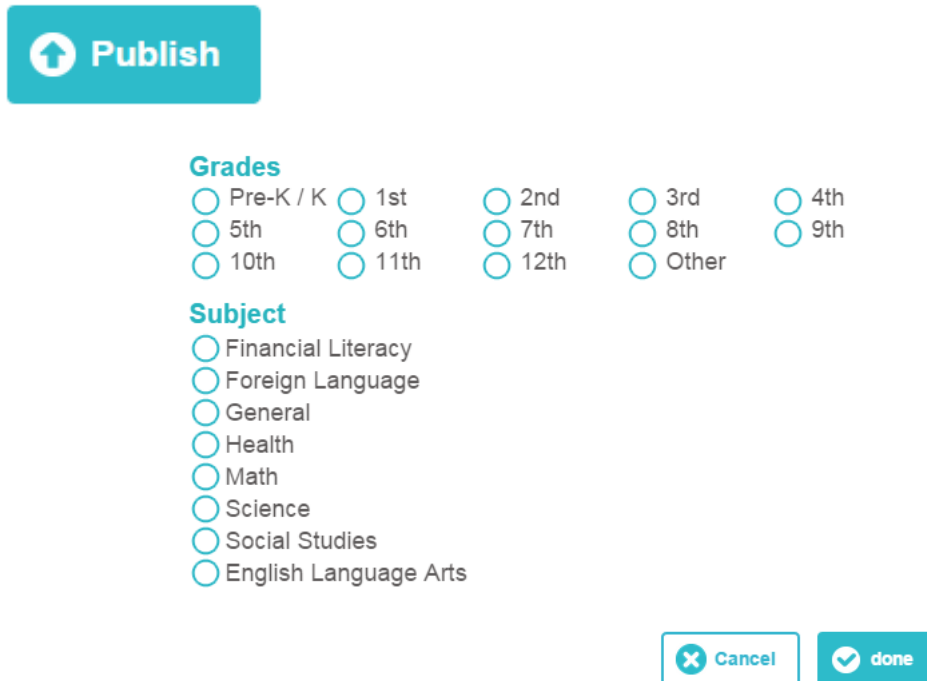 Publish
Grades
Pre-K / K 1st 2nd 3rd 4th
5th 6th 7th 8th 9th
10th 11th 12th Other
Subject
Financial Literacy
Foreign Language
General
Health
Math
Science
Social Studies
English Language Arts
Cancel done